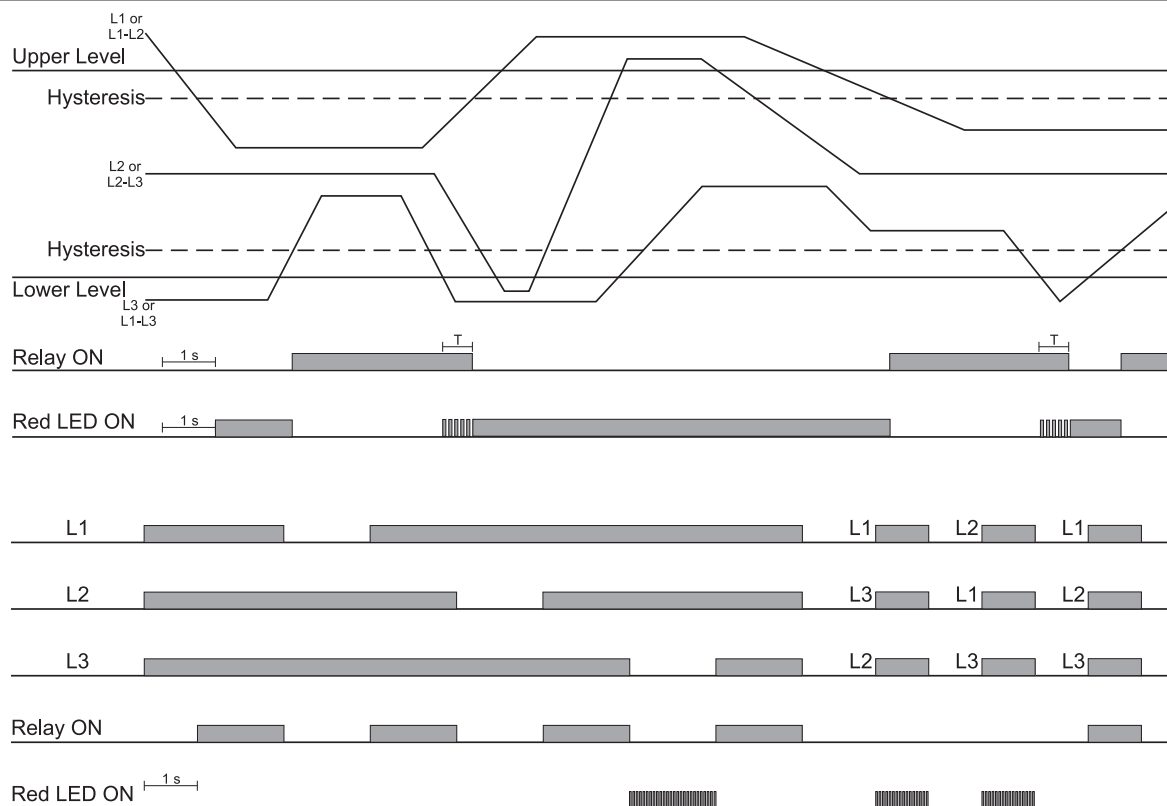 L1 or
L1-L2
Upper Level
Hysteresis
L2 or
L2-L3
Hysteresis
Lower Level
L3 or
L1-L3
T T
Relay ON 1 s
Red LED ON 1 s
L1 L1 L2 L1
L2 L3 L1 L2
L3 L2 L3 L3
Relay ON
Red LED ON 1 s